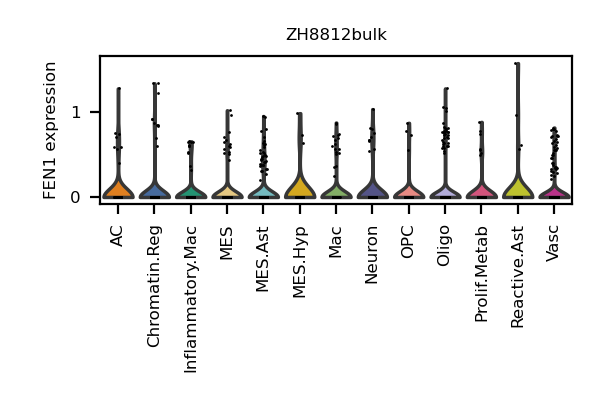 ZH8812bulk
FEN1 expression
1
0
AC
Chromatin.Reg
Inflammatory.Mac
MES
MES.Ast
MES.Hyp
Mac
Neuron
OPC
Oligo
Prolif.Metab
Reactive.Ast
Vasc